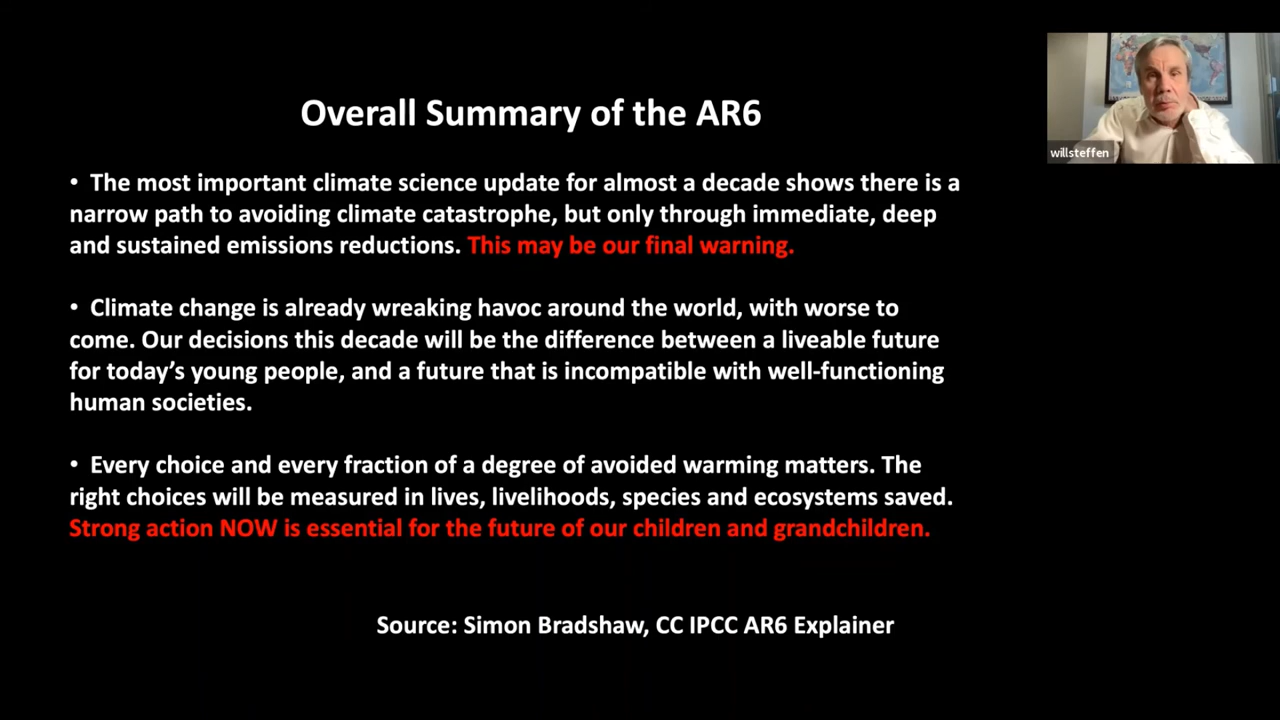 Overall Summary of the AR6
• The most important climate science update for almost a decade shows there is a
narrow path to avoiding climate catastrophe, but only through immediate, deep
and sustained emissions reductions. This may be our final warning.
• Climate change is already wreaking havoc around the world, with worse to
come. Our decisions this decade will be the difference between a liveable future
for today’s young people, and a future that is incompatible with well-functioning
human societies.
• Every choice and every fraction of a degree of avoided warming matters. The
right choices will be measured in lives, livelihoods, species and ecosystems saved.
Strong action NOW is essential for the future of our children and grandchildren.
Source: Simon Bradshaw, CC IPCC AR6 Explainer
willsteffen